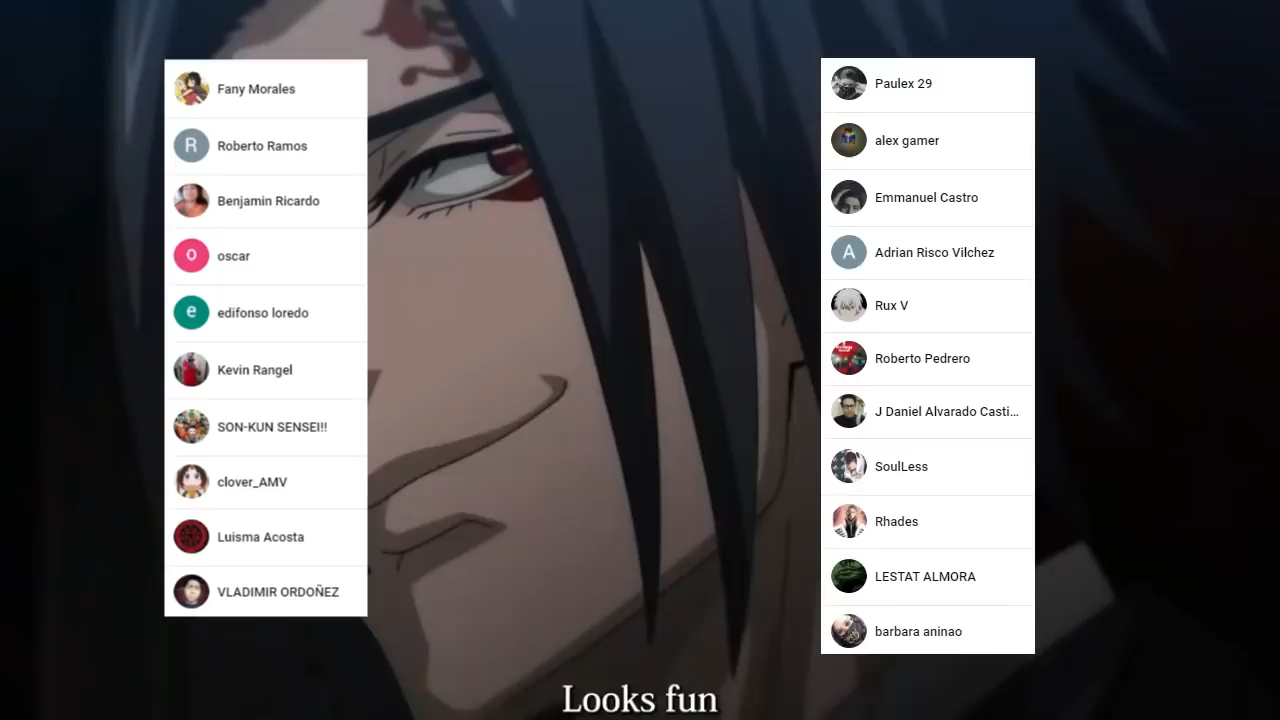 Fany Morales
R
Roberto Ramos
Benjamin Ricardo
o
oscar
e
edifonso loredo
Kevin Rangel
SON-KUN SENSEI!!
clover_AMV
Luisma Acosta
VLADIMIR ORDOÑEZ
Paulex 29
alex gamer
Emmanuel Castro
A
Adrian Risco Vilchez
Rux V
Roberto Pedrero
J Daniel Alvarado Casti...
SoulLess
Rhades
LESTAT ALMORA
barbara aninao
Looks fun